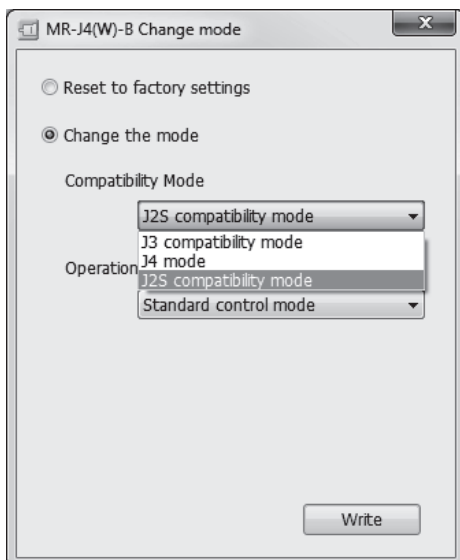 MR-J4(W)-B Change mode
Reset to factory settings
Change the mode
Compatibility Mode
J2S compatibility mode
J3 compatibility mode
J4 mode
J2S compatibility mode
Operation
Standard control mode
Write